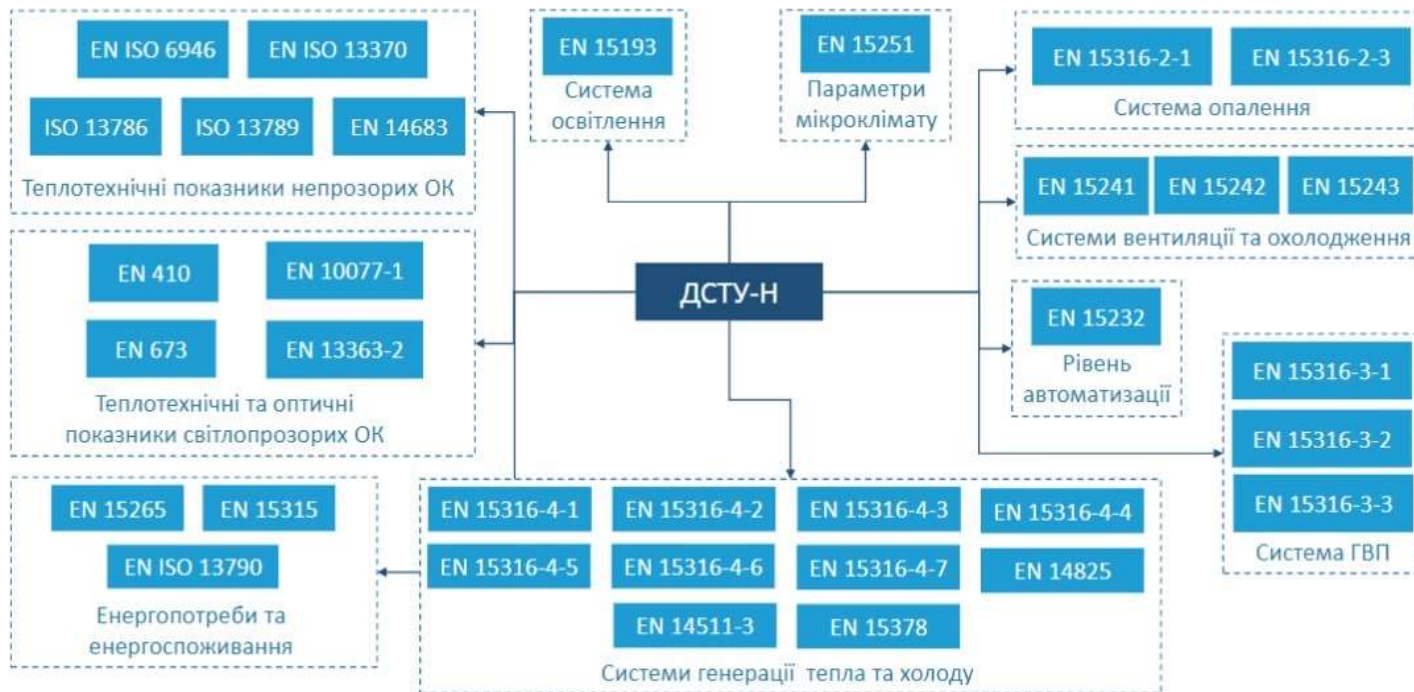 EN ISO 6946
EN ISO 13370
ISO 13786
ISO 13789
EN 14683
Теплотехнічні показники непрозорих ОК
EN 15193
Система
освітлення
EN 15251
Параметри
мікроклімату
EN 15316-2-1
EN 15316-2-3
Система опалення
EN 15241
EN 15242
EN 15243
Системи вентиляції та охолодження
EN 410
EN 10077-1
EN 673
EN 13363-2
Теплотехнічні та оптичні
показники світлопрозорих ОК
ДСТУ-Н
EN 15232
Рівень
автоматизації
EN 15316-3-1
EN 15316-3-2
EN 15316-3-3
Система ГВП
EN 15265
EN 15315
EN ISO 13790
Енергопотреби та
енергоспоживання
EN 15316-4-1
EN 15316-4-2
EN 15316-4-3
EN 15316-4-4
EN 15316-4-5
EN 15316-4-6
EN 15316-4-7
EN 14825
EN 14511-3
EN 15378
Системи генерації тепла та холоду